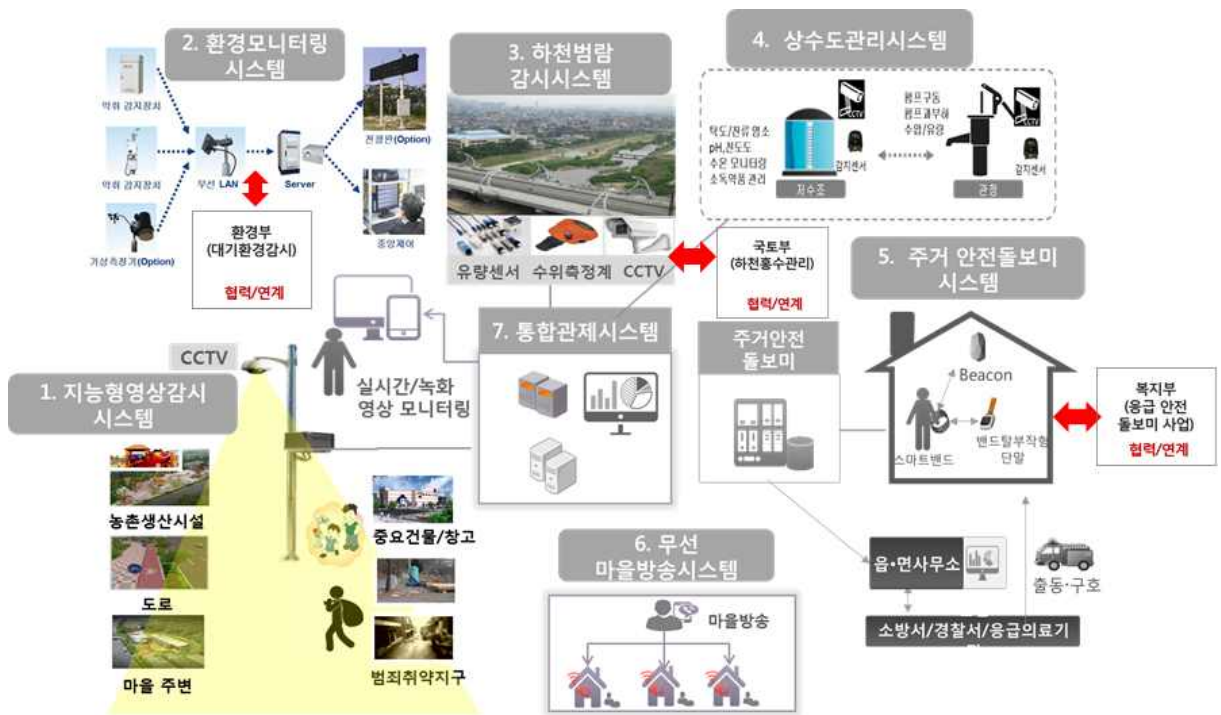 2. 환경모니터링
시스템
악취 감지장치
악취 감지장치
기상측정기(Option)
무선 LAN
Server
전광판(Option)
중앙제어
환경부
(대기환경감시)
협력/연계
3. 하천범람
감시시스템
유량센서
수위측정계
CCTV
국토부
(하천홍수관리)
협력/연계
4. 상수도관리시스템
탁도/잔류염소
pH,전도도
수온 모니터링
소독약품 관리
CCTV
감지센서
저수조
펌프구동
펌프과부하
수압/유량
CCTV
감지센서
관정
5. 주거 안전돌보미
시스템
Beacon
스마트밴드
밴드탈부착형
단말
복지부
(응급 안전
돌보미 사업)
협력/연계
주거안전
돌보미
읍·면사무소
출동·구호
소방서/경찰서/응급의료기
관
7. 통합관제시스템
실시간/녹화
영상 모니터링
CCTV
1. 지능형영상감시
시스템
농촌생산시설
도로
마을 주변
중요건물/창고
범죄취약지구
6. 무선
마을방송시스템
마을방송